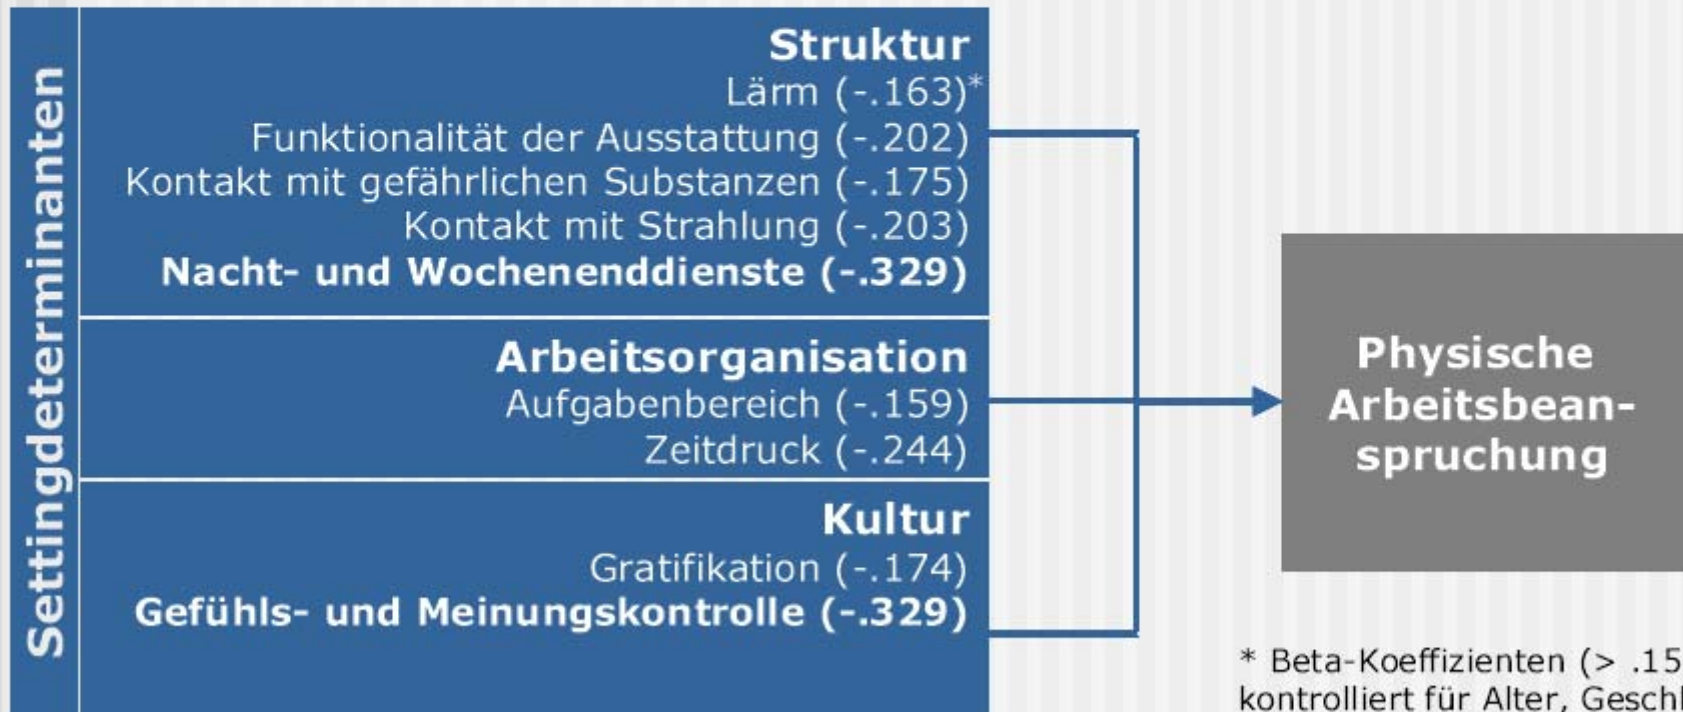 Settingdeterminanten
Struktur
Lärm (-.163)*
Funktionalität der Ausstattung (-.202)
Kontakt mit gefährlichen Substanzen (-.175)
Kontakt mit Strahlung (-.203)
Nacht- und Wochenenddienste (-.329)
Arbeitsorganisation
Aufgabenbereich (-.159)
Zeitdruck (-.244)
Kultur
Gratifikation (-.174)
Gefühls- und Meinungskontrolle (-.329)
Physische
Arbeitsbean-
spruchung
* Beta-Koeffizienten (> .15
kontrolliert für Alter,